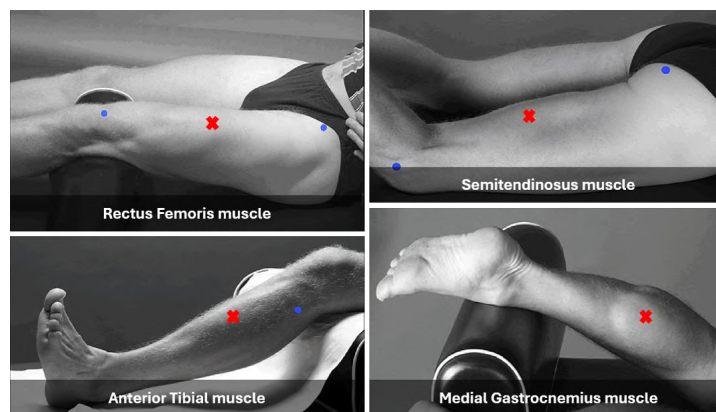 Rectus Femoris muscle
Semitendinosus muscle
Anterior Tibial muscle
Medial Gastrocnemius muscle